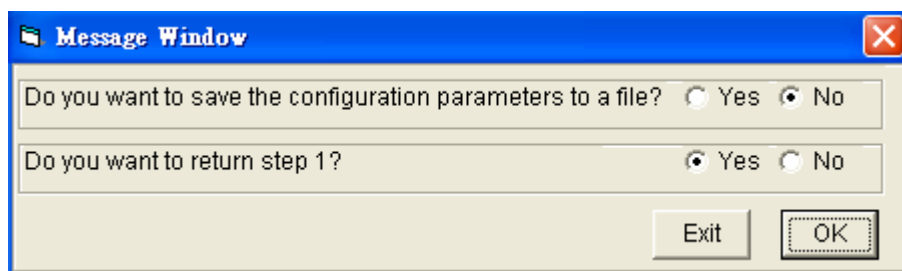 Message Window
Do you want to save the configuration parameters to a file? Yes No
Do you want to return step 1? Yes No
Exit OK